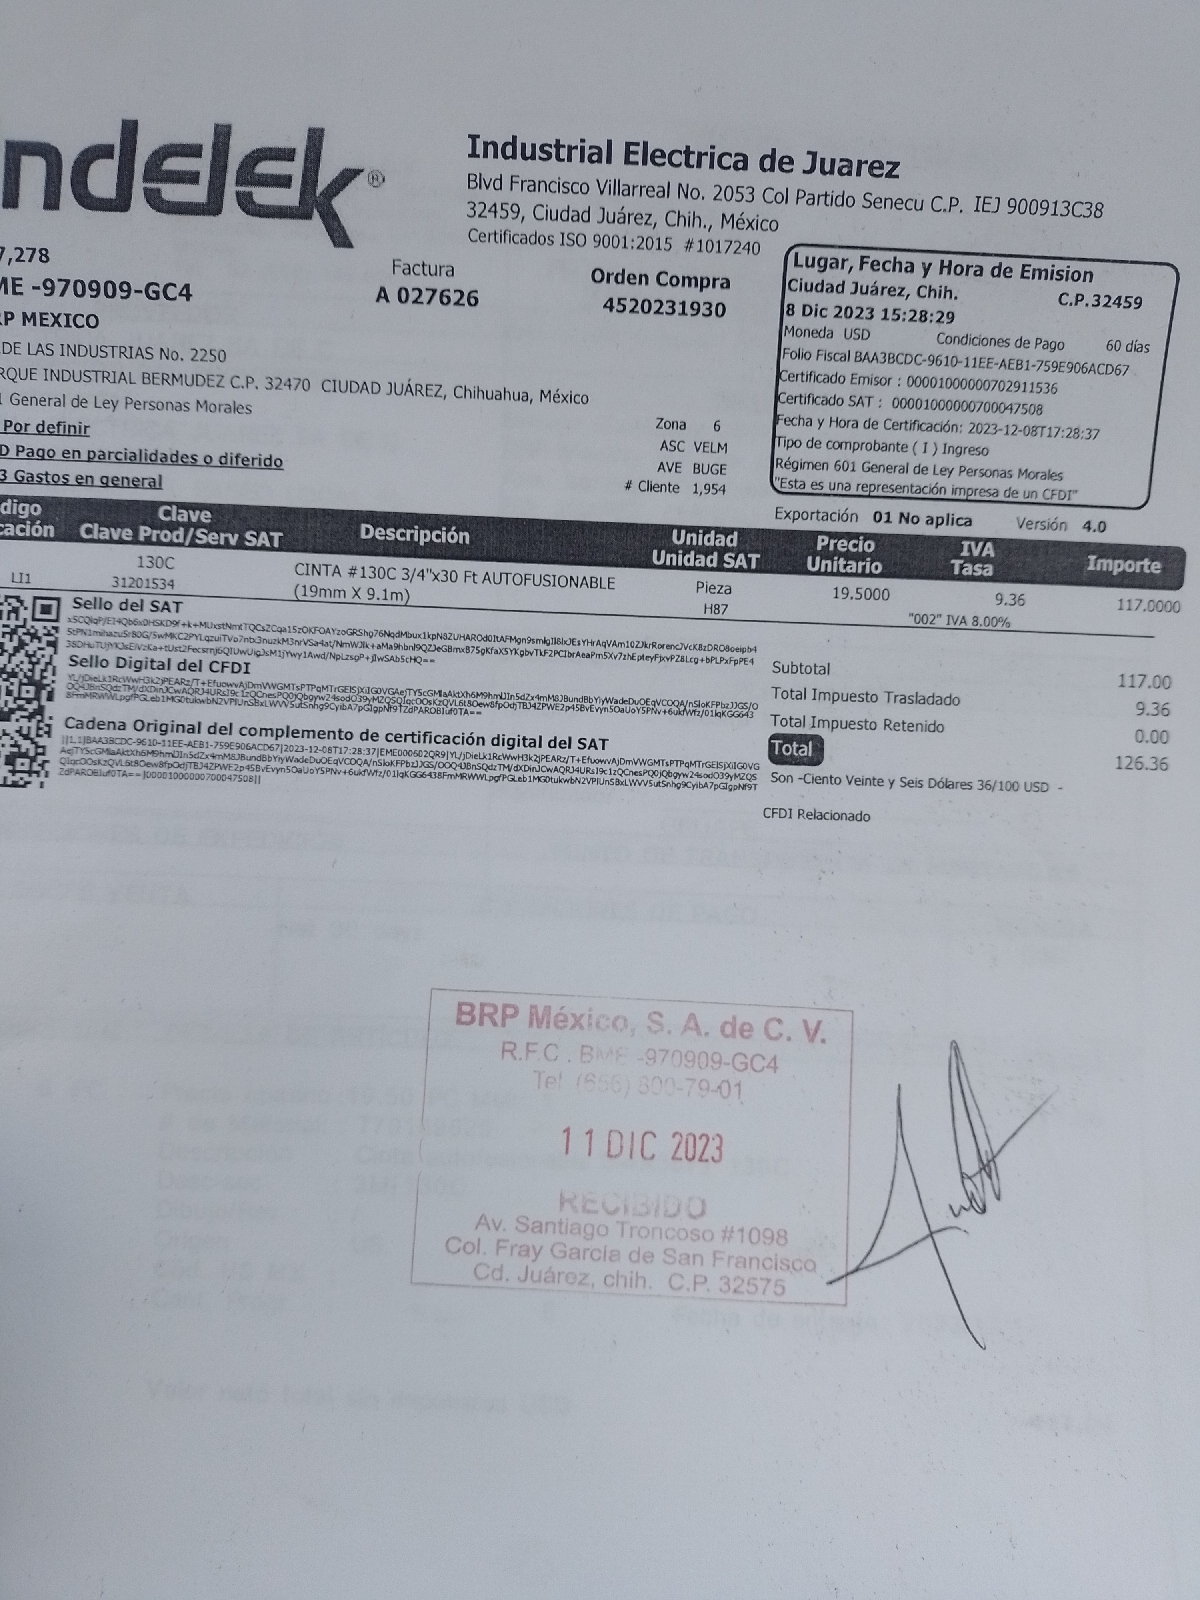 ndelek®
Industrial Electrica de Juarez
Blvd Francisco Villarreal No. 2053 Col Partido Senecu C.P. IEJ 900913C38
32459, Ciudad Juárez, Chih., México
Certificados ISO 9001:2015 #1017240
7,278
ME -970909-GC4
RP MEXICO
DE LAS INDUSTRIAS No. 2250
RQUE INDUSTRIAL BERMUDEZ C.P. 32470 CIUDAD JUÁREZ, Chihuahua, México
1 General de Ley Personas Morales
Por definir
D Pago en parcialidades o diferido
3 Gastos en general
Factura
A 027626
Orden Compra
4520231930
Zona 6
ASC VELM
AVE BUGE
# Cliente 1,954
Lugar, Fecha y Hora de Emision
Ciudad Juárez, Chih. C.P.32459
8 Dic 2023 15:28:29
Moneda USD Condiciones de Pago 60 días
Folio Fiscal BAA3BCDC-9610-11EE-AEB1-759E906ACD67
Certificado Emisor : 00001000000702911536
Certificado SAT : 00001000000700047508
Fecha y Hora de Certificación: 2023-12-08T17:28:37
Tipo de comprobante ( I ) Ingreso
Régimen 601 General de Ley Personas Morales
"Esta es una representación impresa de un CFDI"
Exportación 01 No aplica Versión 4.0
digo Clave Descripción Unidad Precio IVA Importe
cación Clave Prod/Serv SAT Unidad SAT Unitario Tasa
130C CINTA #130C 3/4"x30 Ft AUTOFUSIONABLE Pieza 19.5000 9.36 117.0000
LI1 31201534 (19mm X 9.1m) H87 "002" IVA 8.00%
Sello del SAT
Sello Digital del CFDI
Cadena Original del complemento de certificación digital del SAT
Subtotal 117.00
Total Impuesto Trasladado 9.36
Total Impuesto Retenido 0.00
Total 126.36
Son -Ciento Veinte y Seis Dólares 36/100 USD -
CFDI Relacionado
BRP México, S. A. de C. V.
R.F.C . BME -970909-GC4
Tel (656) 800-79-01
11 DIC 2023
RECIBIDO
Av. Santiago Troncoso #1098
Col. Fray García de San Francisco
Cd. Juárez, chih. C.P. 32575